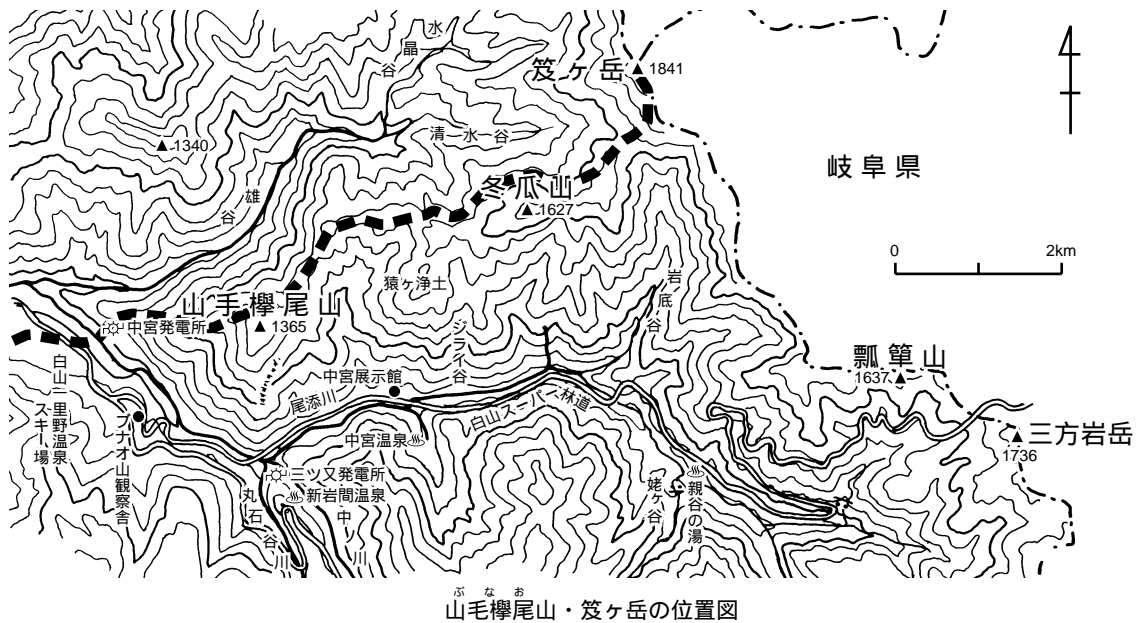 水晶谷
笈ヶ岳
1841
1340
清水谷
岐阜県
雄谷
冬瓜山
1627
0 2km
猿ヶ浄土
岩底谷
山手欅尾山
1365
中宮発電所
ジライ谷
瓢箪山
1637
白山一里野温泉スキー場
中宮展示館
尾添川
白山スーパー林道
ブナオ山観察舎
中宮温泉
三方岩岳
1736
三ツ又発電所
新岩間温泉
丸石谷川
中ノ川
姥ヶ谷
親谷の湯
ぶなお
山毛欅尾山・笈ヶ岳の位置図